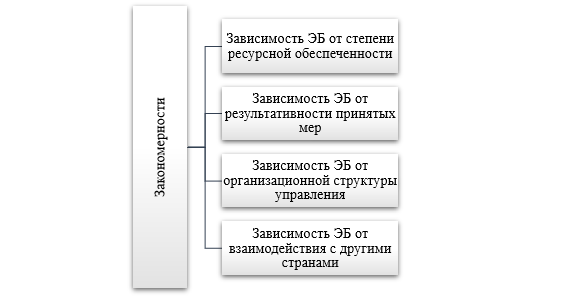 Закономерности
Зависимость ЭБ от степени
ресурсной обеспеченности
Зависимость ЭБ от
результативности принятых
мер
Зависимость ЭБ от
организационной структуры
управления
Зависимость ЭБ от
взаимодействия с другими
странами